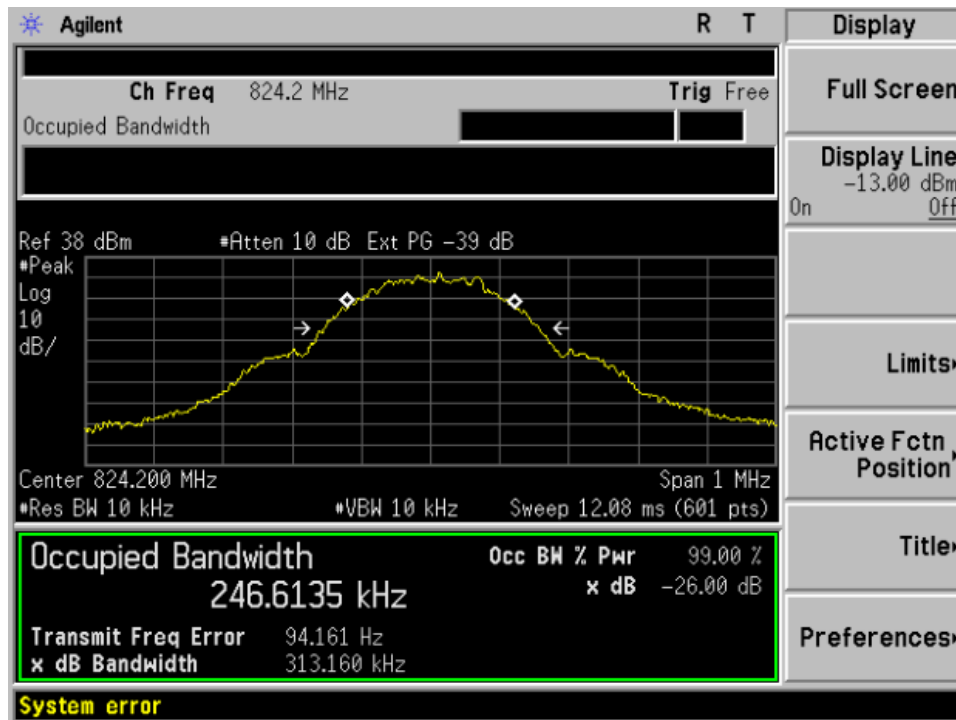 Agilent R T Display
Ch Freq 824.2 MHz Trig Free
Occupied Bandwidth
Full Screen
Display Line
-13.00 dBm
On Off
Ref 38 dBm #Atten 10 dB Ext PG -39 dB
#Peak
Log
10
dB/
Limits
Active Fctn
Position
Center 824.200 MHz Span 1 MHz
#Res BW 10 kHz #VBW 10 kHz Sweep 12.08 ms (601 pts)
Title
Occupied Bandwidth Occ BW % Pwr 99.00 %
246.6135 kHz x dB -26.00 dB
Transmit Freq Error 94.161 Hz
x dB Bandwidth 313.160 kHz
Preferences
System error